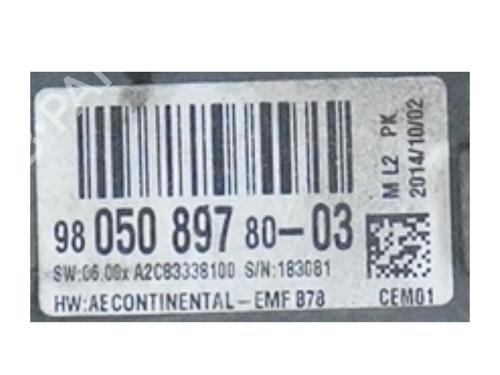 98 050 897 80-03
SW:06.00x A2C83338100 S/N:183081
HW:AE CONTINENTAL-EMF B78
CEM01
M L2 PK
2014/10/02